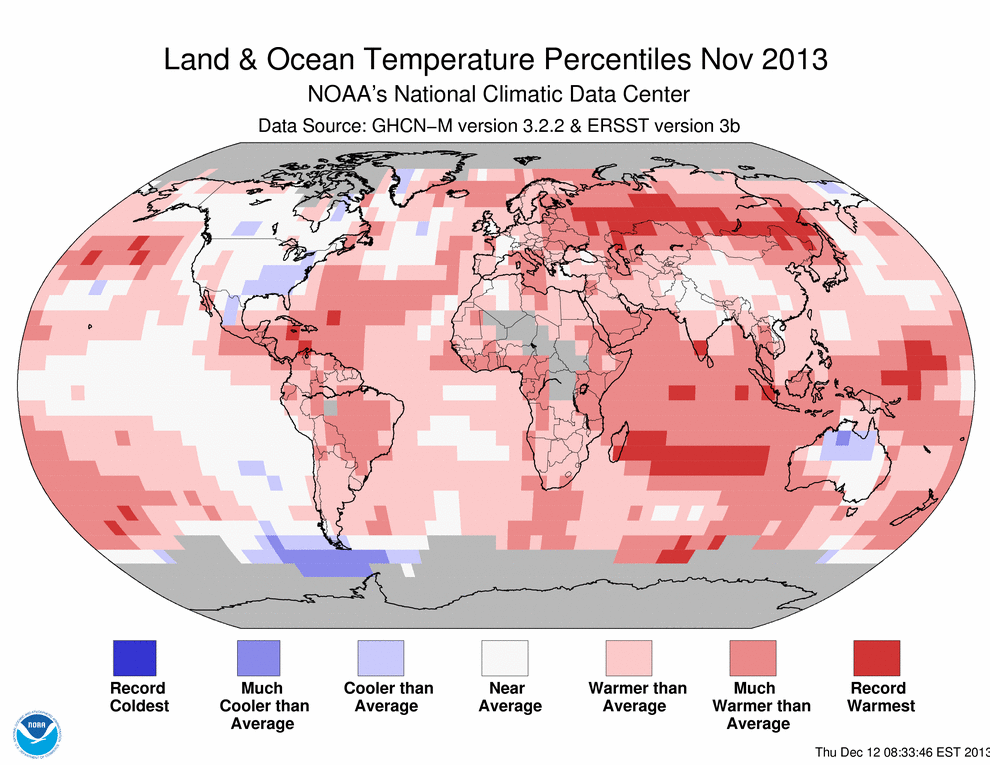 Land & Ocean Temperature Percentiles Nov 2013
NOAA's National Climatic Data Center
Data Source: GHCN−M version 3.2.2 & ERSST version 3b
Record
Coldest
Much
Cooler than
Average
Cooler than
Average
Near
Average
Warmer than
Average
Much
Warmer than
Average
Record
Warmest
NOAA
Thu Dec 12 08:33:46 EST 2013